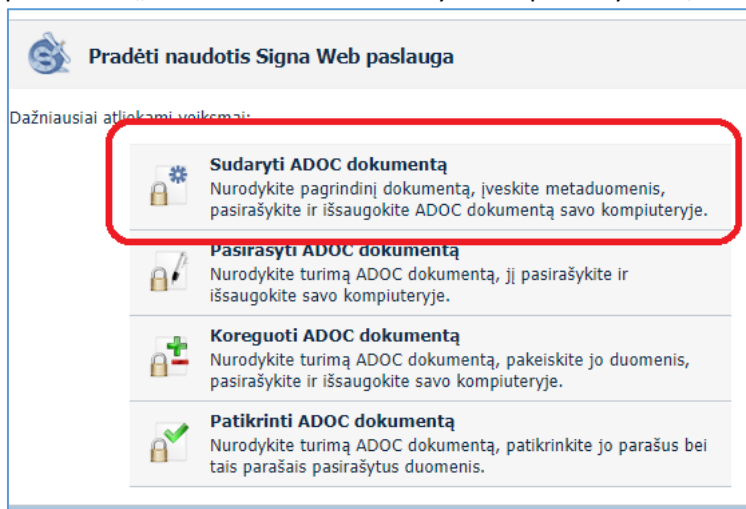 Pradėti naudotis Signa Web paslauga
Dažniausiai atliekami veiksmai:
Sudaryti ADOC dokumentą
Nurodykite pagrindinį dokumentą, įveskite metaduomenis,
pasirašykite ir išsaugokite ADOC dokumentą savo kompiuteryje.
Pasirašyti ADOC dokumentą
Nurodykite turimą ADOC dokumentą, jį pasirašykite ir
išsaugokite savo kompiuteryje.
Koreguoti ADOC dokumentą
Nurodykite turimą ADOC dokumentą, pakeiskite jo duomenis,
pasirašykite ir išsaugokite savo kompiuteryje.
Patikrinti ADOC dokumentą
Nurodykite turimą ADOC dokumentą, patikrinkite jo parašus bei
tais parašais pasirašytus duomenis.